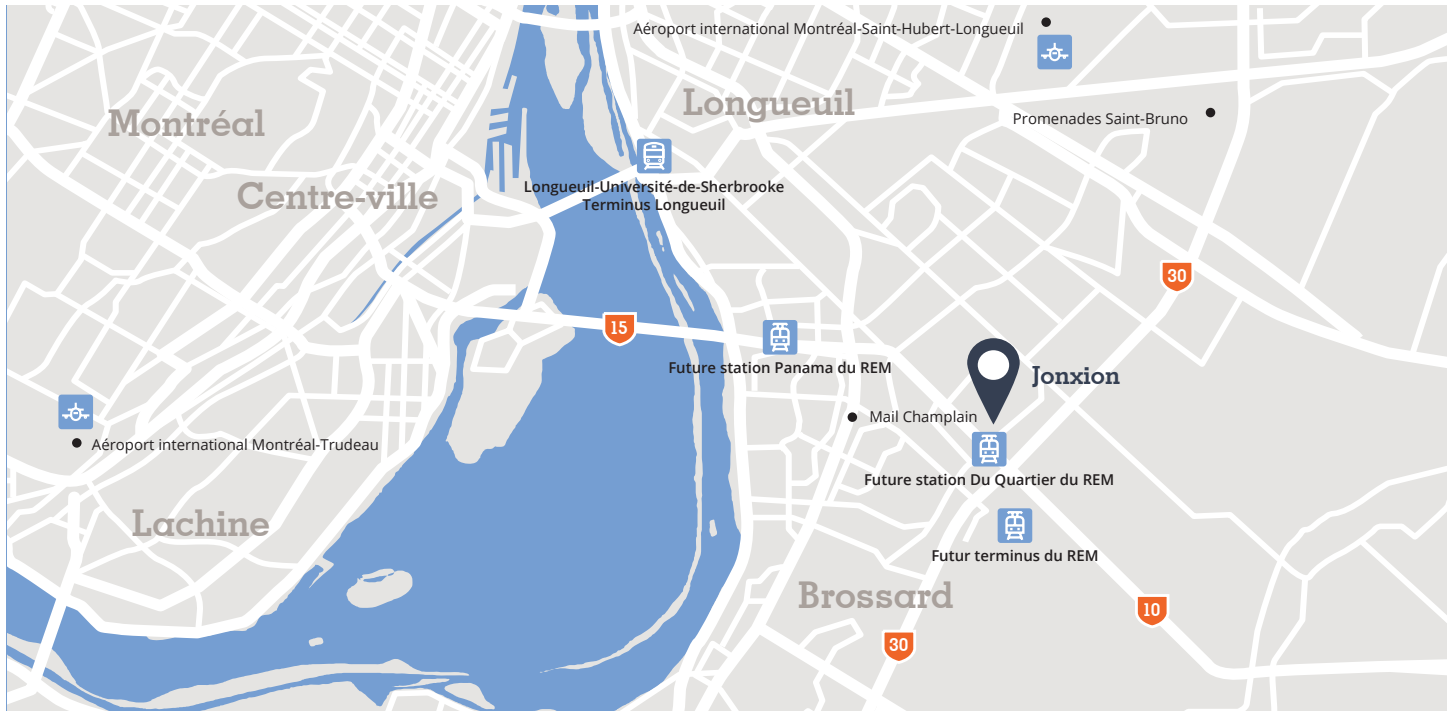 Aéroport international Montréal-Saint-Hubert-Longueuil
Longueuil
Montréal
Promenades Saint-Bruno
Longueuil-Université-de-Sherbrooke
Terminus Longueuil
Centre-ville
30
15
Future station Panama du REM
Jonxion
Mail Champlain
Aéroport international Montréal-Trudeau
Future station Du Quartier du REM
Lachine
Futur terminus du REM
Brossard
10
30